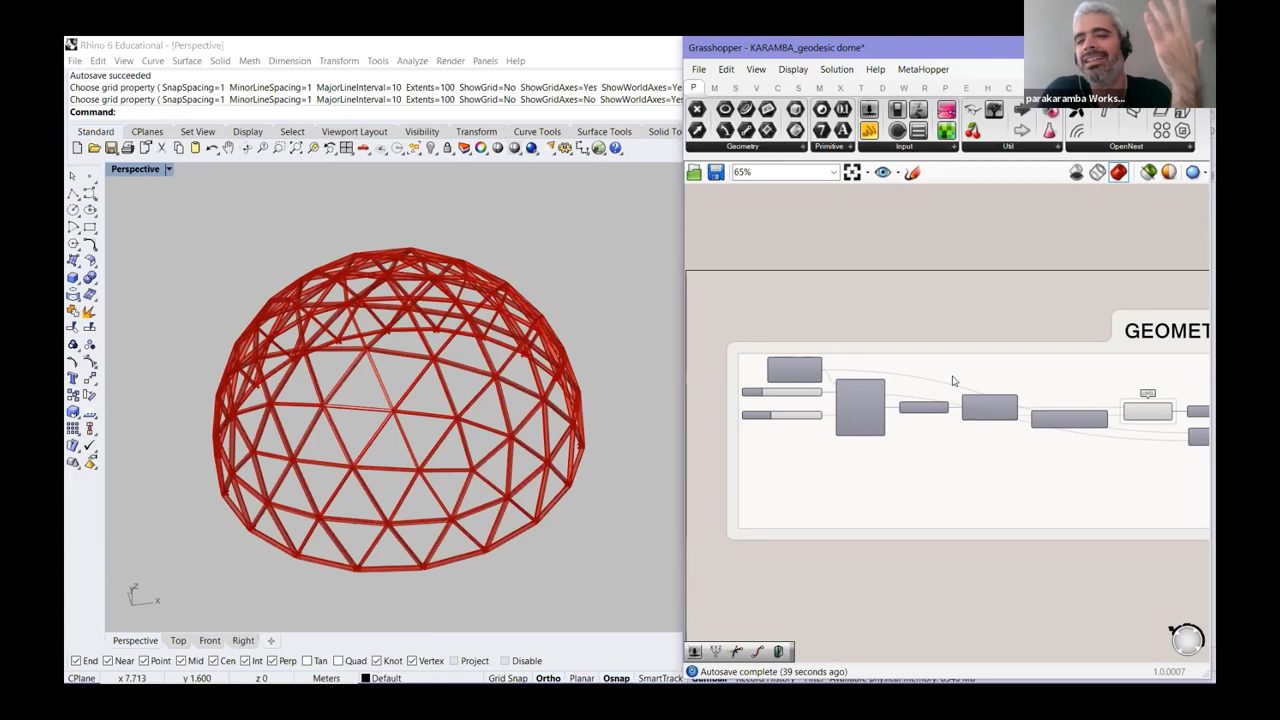 Rhino 6 Educational - [Perspective]
File Edit View Curve Surface Solid Mesh Dimension Transform Tools Analyze Render Panels Help
Autosave succeeded
Choose grid property ( SnapSpacing=1 MinorLineSpacing=1 MajorLineInterval=10 Extents=100 ShowGrid=No ShowGridAxes=Yes ShowWorldAxes=Yes
Choose grid property ( SnapSpacing=1 MinorLineSpacing=1 MajorLineInterval=10 Extents=100 ShowGrid=No ShowGridAxes=No ShowWorldAxes=Yes
Command:
Standard CPlanes Set View Display Select Viewport Layout Visibility Transform Curve Tools Surface Tools Solid To
Perspective
z
y
x
Perspective Top Front Right
End Near Point Mid Cen Int Perp Tan Quad Knot Vertex Project Disable
CPlane x 7.713 y 1.600 z 0 Meters Default Grid Snap Ortho Planar Osnap SmartTrack
Grasshopper - KARAMBA_geodesic dome*
File Edit View Display Solution Help MetaHopper
P M S V C S M I X T D W L E K P M A H C
Geometry Primitive Input Util OpenNest
65%
GEOMET
Autosave complete (39 seconds ago)
1.0.0007
parakaramba Works...